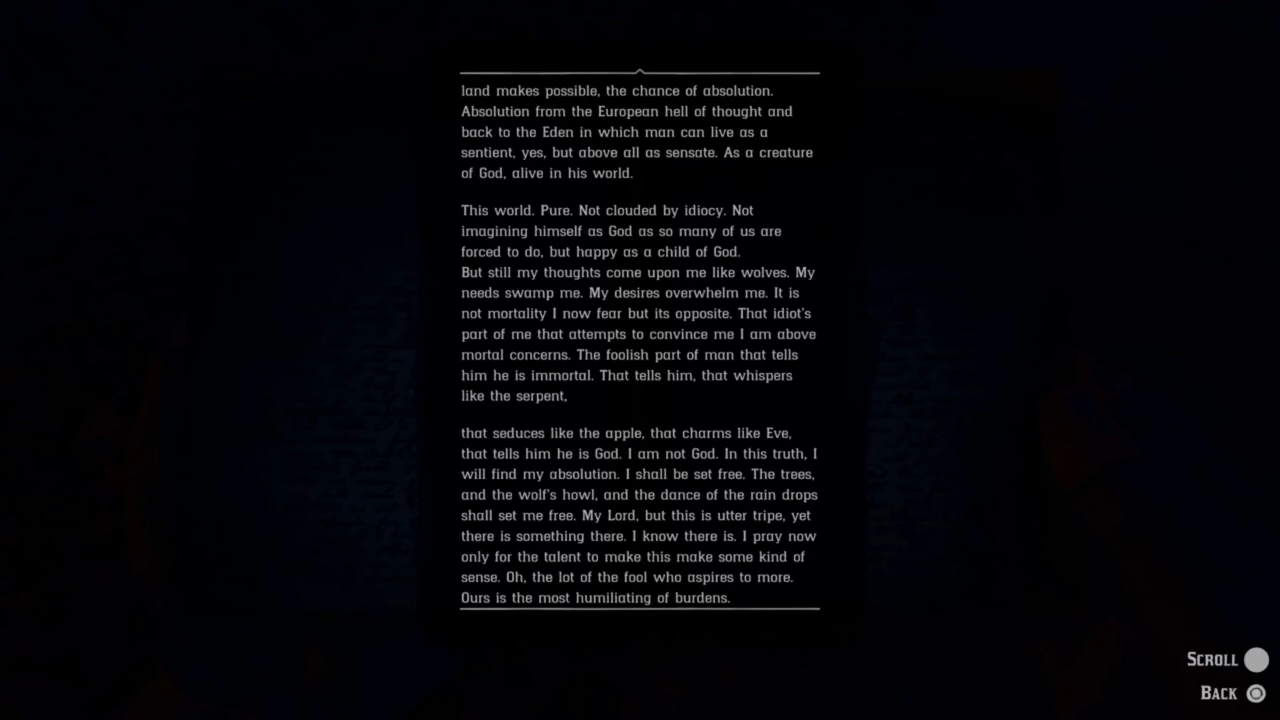 land makes possible, the chance of absolution.
Absolution from the European hell of thought and
back to the Eden in which man can live as a
sentient, yes, but above all as sensate. As a creature
of God, alive in his world.
This world. Pure. Not clouded by idiocy. Not
imagining himself as God as so many of us are
forced to do, but happy as a child of God.
But still my thoughts come upon me like wolves. My
needs swamp me. My desires overwhelm me. It is
not mortality I now fear but its opposite. That idiot's
part of me that attempts to convince me I am above
mortal concerns. The foolish part of man that tells
him he is immortal. That tells him, that whispers
like the serpent,
that seduces like the apple, that charms like Eve,
that tells him he is God. I am not God. In this truth, I
will find my absolution. I shall be set free. The trees,
and the wolf's howl, and the dance of the rain drops
shall set me free. My Lord, but this is utter tripe, yet
there is something there. I know there is. I pray now
only for the talent to make this make some kind of
sense. Oh, the lot of the fool who aspires to more.
Ours is the most humiliating of burdens.
SCROLL
BACK